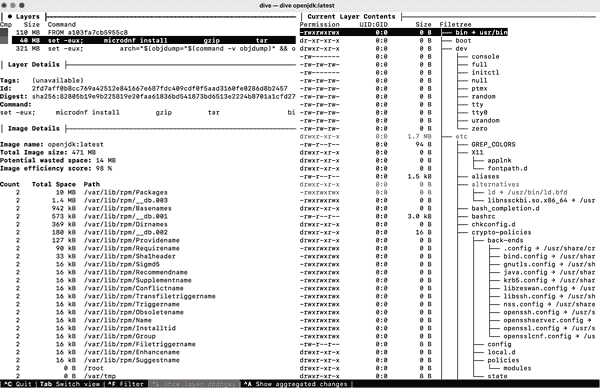 dive — dive openjdk:latest
● Layers
Cmp Size Command
110 MB FROM a103fa7cb5955c8
40 MB set -eux; microdnf install gzip tar
321 MB set -eux; arch="$(objdump="$(command -v objdump)" && o
Layer Details
Tags: (unavailable)
Id: 2fd7aff0b8cc769a42512e841667e687fdc409cdf0f5aad3160fe0286d8b2457
Digest: sha256:82805b19e9b225819e20faa61836bd541873bd6513e2224b8701a1cfd27
Command:
set -eux; microdnf install gzip tar bi
Image Details
Image name: openjdk:latest
Total Image size: 471 MB
Potential wasted space: 14 MB
Image efficiency score: 98 %
Count Total Space Path
2 10 MB /var/lib/rpm/Packages
2 1.4 MB /var/lib/rpm/__db.003
2 942 kB /var/lib/rpm/Basenames
2 573 kB /var/lib/rpm/__db.001
2 369 kB /var/lib/rpm/Dirnames
2 180 kB /var/lib/rpm/__db.002
2 127 kB /var/lib/rpm/Providename
2 90 kB /var/lib/rpm/Requirename
2 33 kB /var/lib/rpm/Sha1header
2 16 kB /var/lib/rpm/Sigmd5
2 16 kB /var/lib/rpm/Recommendname
2 16 kB /var/lib/rpm/Supplementname
2 16 kB /var/lib/rpm/Conflictname
2 16 kB /var/lib/rpm/Transfiletriggername
2 16 kB /var/lib/rpm/Triggername
2 16 kB /var/lib/rpm/Obsoletename
2 16 kB /var/lib/rpm/Name
2 16 kB /var/lib/rpm/Installtid
2 16 kB /var/lib/rpm/Group
2 16 kB /var/lib/rpm/Filetriggername
2 16 kB /var/lib/rpm/Enhancename
2 16 kB /var/lib/rpm/Suggestname
2 0 B /root
2 0 B /var/tmp
Current Layer Contents
Permission UID:GID Size Filetree
-rwxrwxrwx 0:0 0 B bin → usr/bin
dr-xr-xr-x 0:0 0 B boot
drwxr-xr-x 0:0 0 B dev
-rw------- 0:0 0 B console
-rw------- 0:0 0 B full
-rw------- 0:0 0 B initctl
-rw------- 0:0 0 B null
-rw------- 0:0 0 B ptmx
-rw------- 0:0 0 B random
-rw------- 0:0 0 B tty
-rw------- 0:0 0 B tty0
-rw------- 0:0 0 B urandom
-rw------- 0:0 0 B zero
drwxr-xr-x 0:0 1.7 MB etc
-rw-r--r-- 0:0 94 B GREP_COLORS
drwxr-xr-x 0:0 0 B X11
drwxr-xr-x 0:0 0 B applnk
drwxr-xr-x 0:0 0 B fontpath.d
-rw-r--r-- 0:0 1.5 kB aliases
drwxr-xr-x 0:0 0 B alternatives
-rwxrwxrwx 0:0 0 B ld → /usr/bin/ld.bfd
-rwxrwxrwx 0:0 0 B libnssckbi.so.x86_64 → /usr
drwxr-xr-x 0:0 0 B bash_completion.d
-rw-r--r-- 0:0 3.0 kB bashrc
drwxr-xr-x 0:0 0 B chkconfig.d
drwxr-xr-x 0:0 16 B crypto-policies
drwxr-xr-x 0:0 0 B back-ends
-rwxrwxrwx 0:0 0 B .config → /usr/share/cr
-rwxrwxrwx 0:0 0 B bind.config → /usr/shar
-rwxrwxrwx 0:0 0 B gnutls.config → /usr/sh
-rwxrwxrwx 0:0 0 B java.config → /usr/shar
-rwxrwxrwx 0:0 0 B krb5.config → /usr/shar
-rwxrwxrwx 0:0 0 B libreswan.config → /usr
-rwxrwxrwx 0:0 0 B libssh.config → /usr/sh
-rwxrwxrwx 0:0 0 B nss.config → /usr/share
-rwxrwxrwx 0:0 0 B openssh.config → /usr/s
-rwxrwxrwx 0:0 0 B opensshserver.config →
-rwxrwxrwx 0:0 0 B openssl.config → /usr/s
-rwxrwxrwx 0:0 0 B opensslcnf.config → /us
config
drwxr-xr-x 0:0 0 B local.d
drwxr-xr-x 0:0 0 B policies
drwxr-xr-x 0:0 0 B modules
drwxr-xr-x 0:0 0 B state
^C Quit Tab Switch view ^F Filter ^L Show layer changes ^A Show aggregated changes